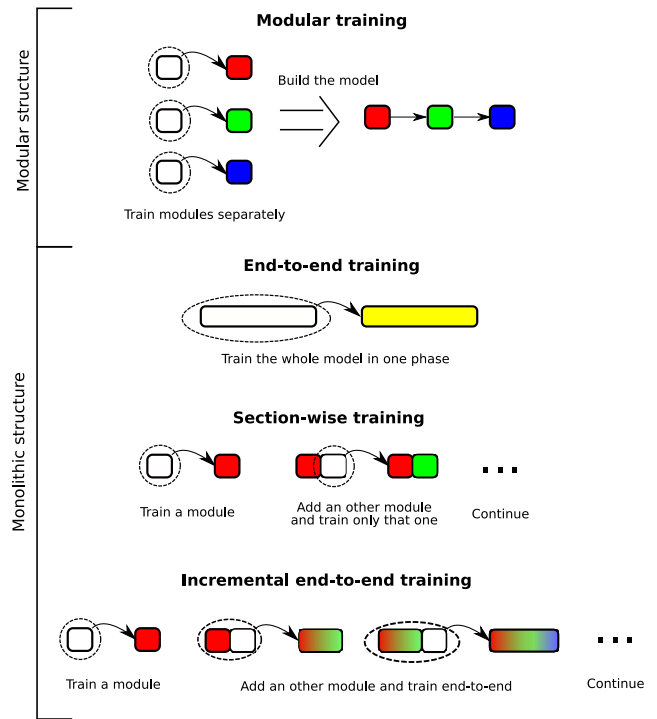 Modular structure
Modular training
Build the model
Train modules separately
Monolithic structure
End-to-end training
Train the whole model in one phase
Section-wise training
Train a module
Add an other module
and train only that one
Continue
Incremental end-to-end training
Train a module
Add an other module and train end-to-end
Continue